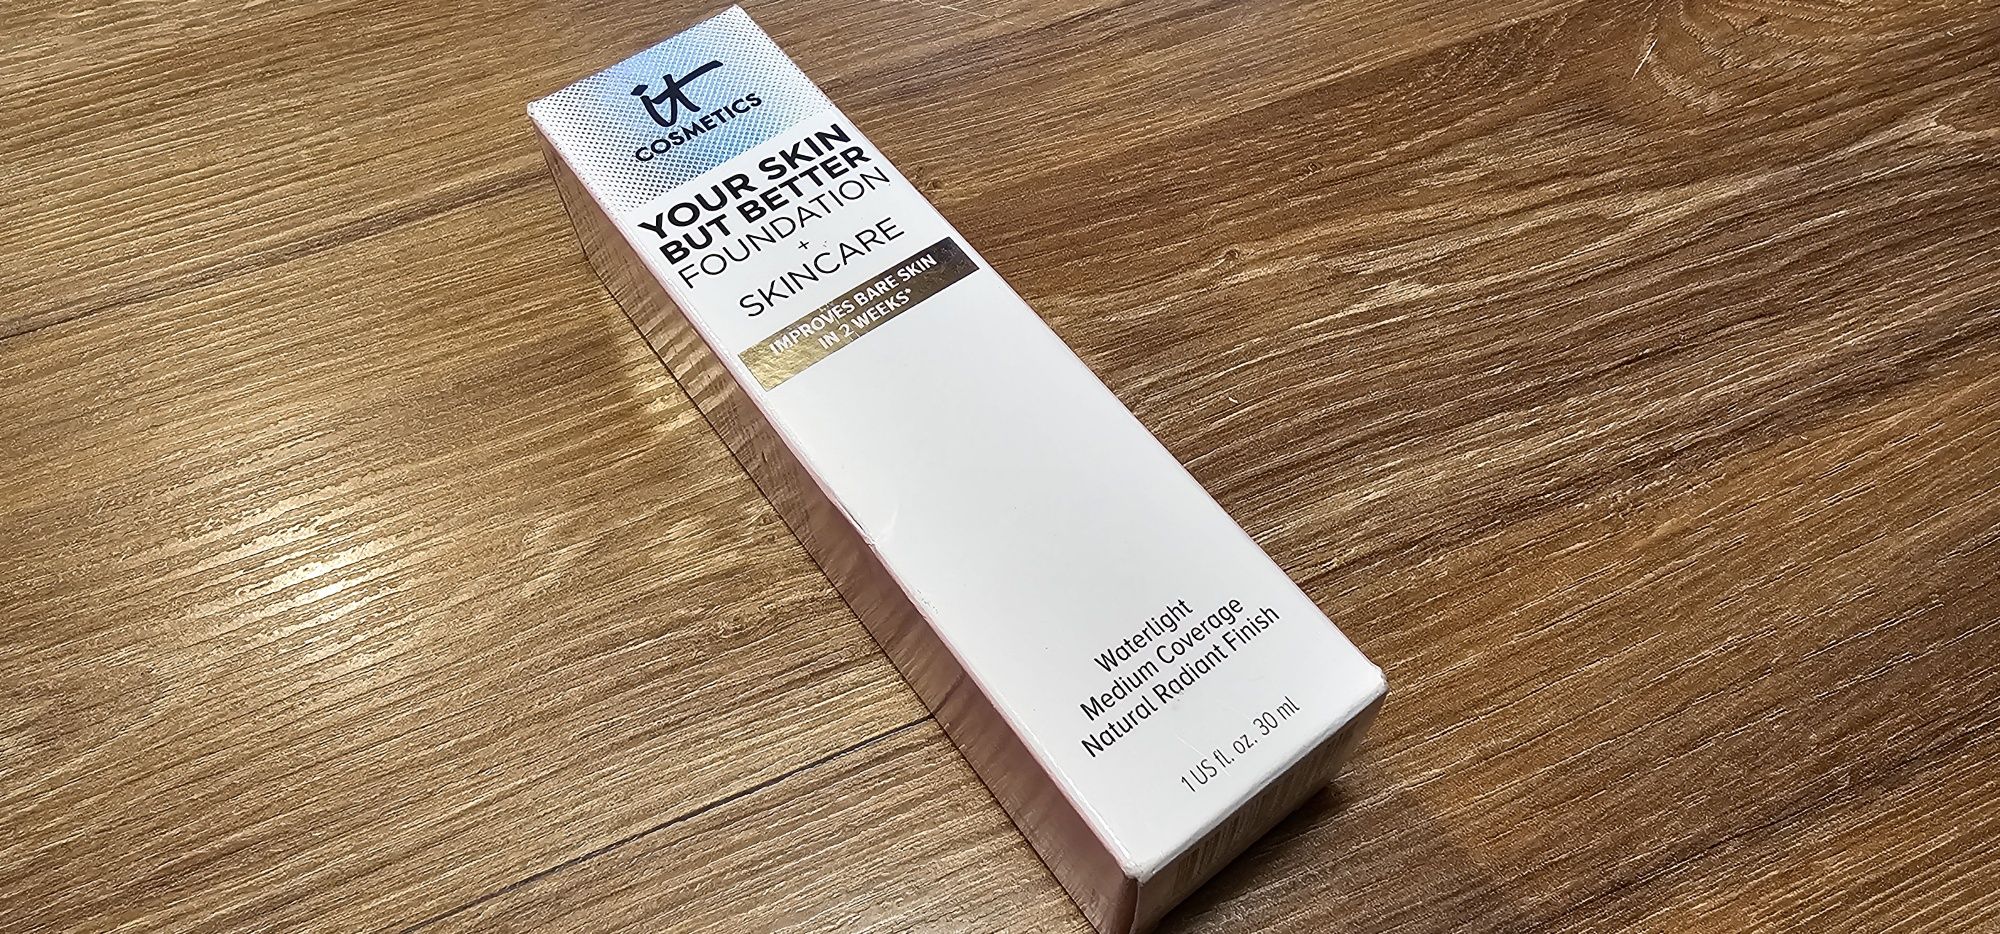 it
COSMETICS
YOUR SKIN
BUT BETTER
FOUNDATION
+
SKINCARE
IMPROVES BARE SKIN
IN 2 WEEKS*
Waterlight
Medium Coverage
Natural Radiant Finish
1 US fl. oz. 30 ml